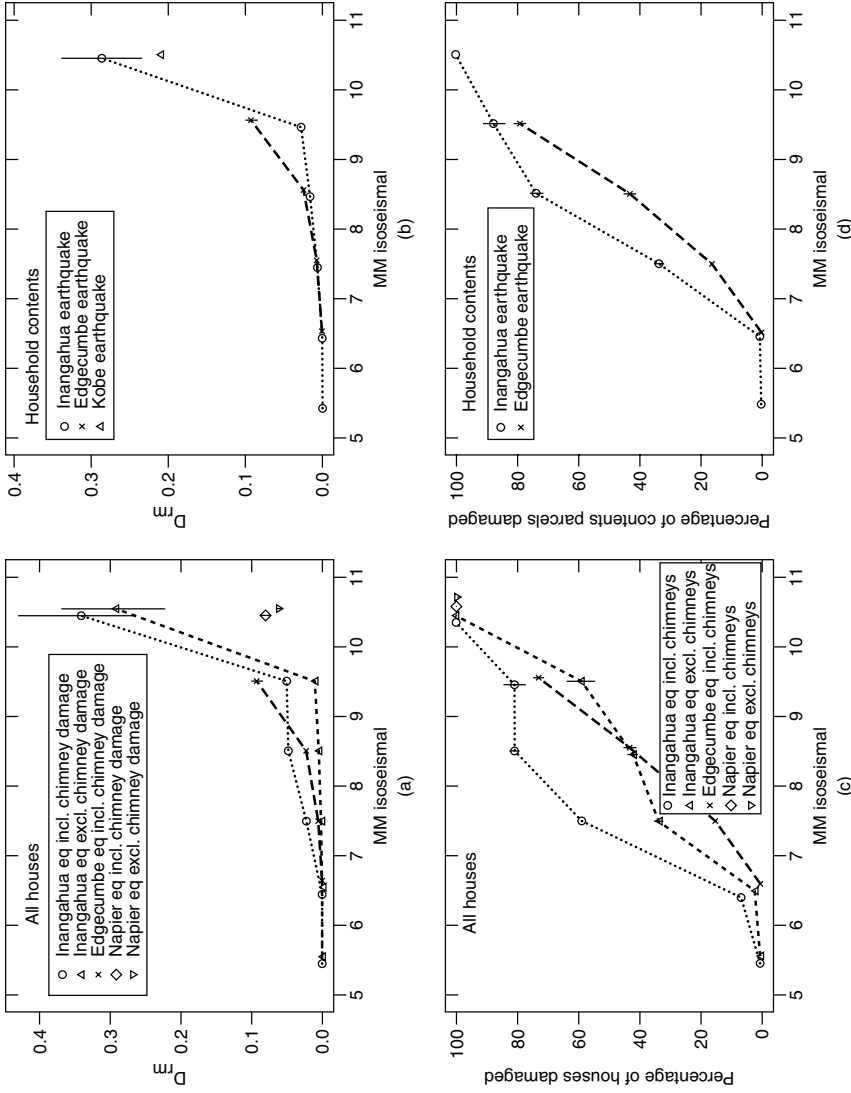 All houses
Inangahua eq incl. chimney damage
Inangahua eq excl. chimney damage
Edgecumbe eq incl. chimney damage
Napier eq incl. chimney damage
Napier eq excl. chimney damage
0.4
0.3
0.2
0.1
0.0
Drm
5 6 7 8 9 10 11
MM isoseismal
(a)
Household contents
Inangahua earthquake
Edgecumbe earthquake
Kobe earthquake
0.4
0.3
0.2
0.1
0.0
Drm
5 6 7 8 9 10 11
MM isoseismal
(b)
All houses
Inangahua eq incl. chimneys
Inangahua eq excl. chimneys
Edgecumbe eq incl. chimneys
Napier eq incl. chimneys
Napier eq excl. chimneys
100
80
60
40
20
0
Percentage of houses damaged
5 6 7 8 9 10 11
MM isoseismal
(c)
Household contents
Inangahua earthquake
Edgecumbe earthquake
100
80
60
40
20
0
Percentage of contents parcels damaged
5 6 7 8 9 10 11
MM isoseismal
(d)